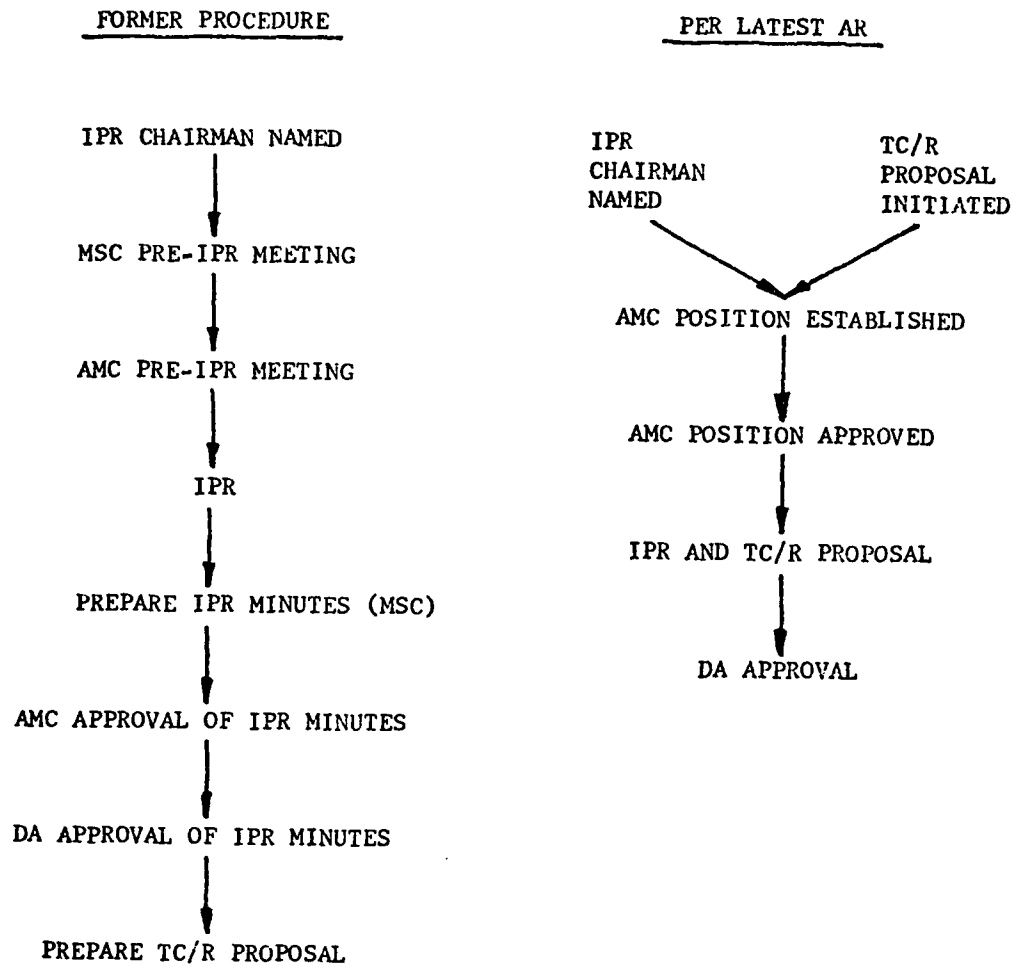 FORMER PROCEDURE
IPR CHAIRMAN NAMED
MSC PRE-IPR MEETING
AMC PRE-IPR MEETING
IPR
PREPARE IPR MINUTES (MSC)
AMC APPROVAL OF IPR MINUTES
DA APPROVAL OF IPR MINUTES
PREPARE TC/R PROPOSAL
PER LATEST AR
IPR
CHAIRMAN
NAMED
TC/R
PROPOSAL
INITIATED
AMC POSITION ESTABLISHED
AMC POSITION APPROVED
IPR AND TC/R PROPOSAL
DA APPROVAL